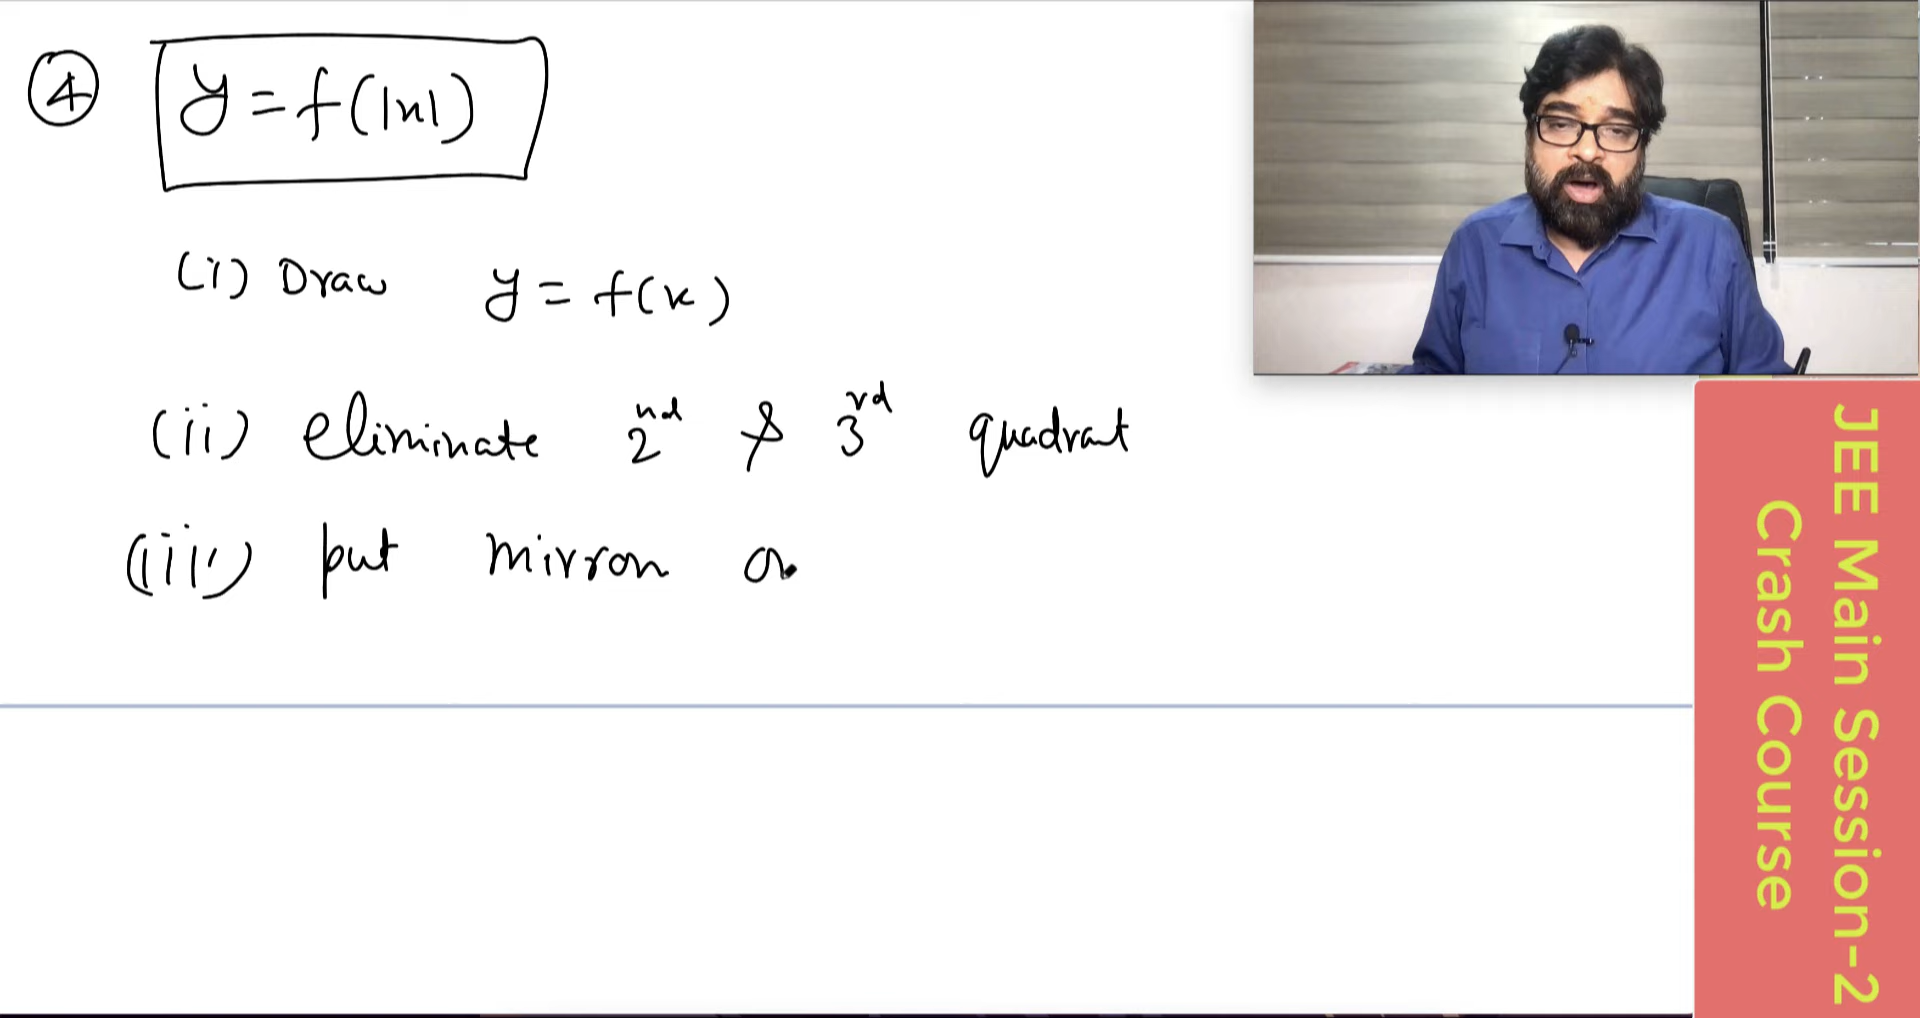 ④ y = f(|x|)
(i) Draw y = f(x)
(ii) eliminate 2nd & 3rd quadrant
(iii) put mirror on
JEE Main Session-2
Crash Course